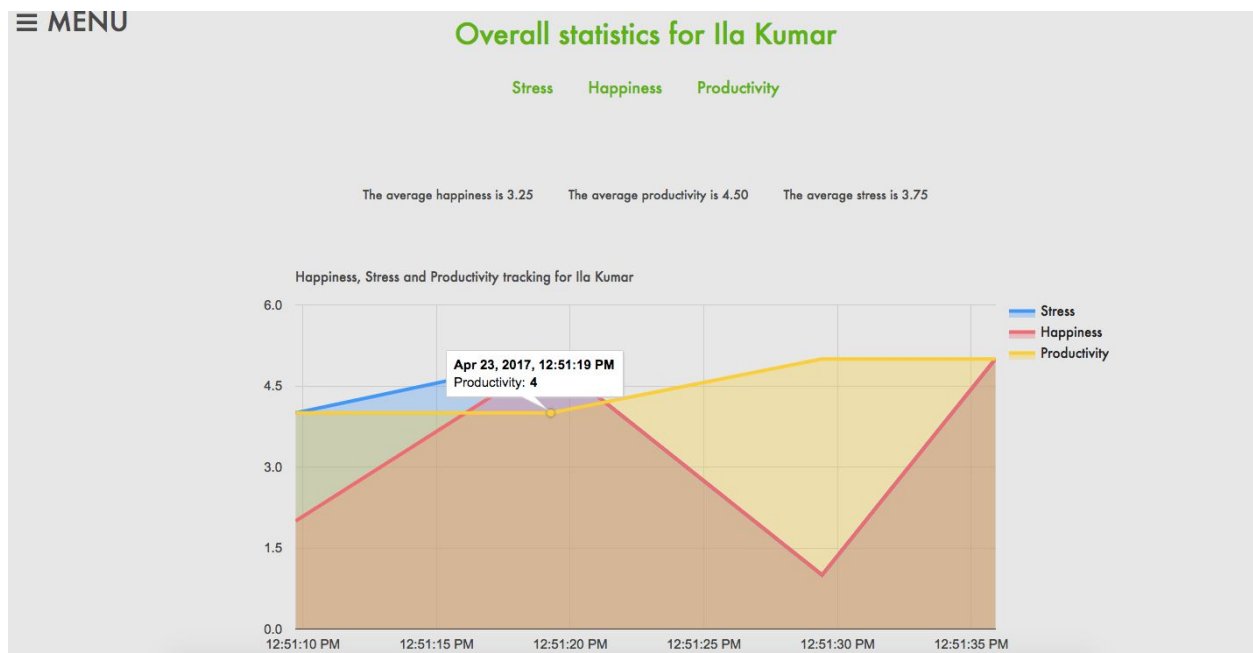 ≡ MENU
Overall statistics for Ila Kumar
Stress Happiness Productivity
The average happiness is 3.25 The average productivity is 4.50 The average stress is 3.75
Happiness, Stress and Productivity tracking for Ila Kumar
6.0
Stress
Happiness
Productivity
Apr 23, 2017, 12:51:19 PM
Productivity: 4
4.5
3.0
1.5
0.0
12:51:10 PM 12:51:15 PM 12:51:20 PM 12:51:25 PM 12:51:30 PM 12:51:35 PM